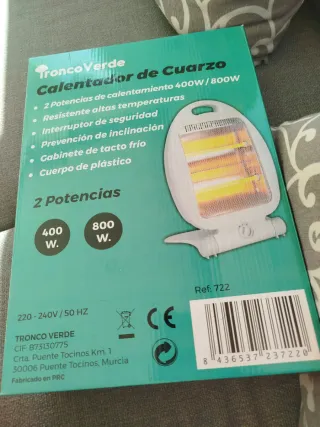 TroncoVerde
Calentador de Cuarzo
• 2 Potencias de calentamiento 400W / 800W
• Resistente altas temperaturas
• Interruptor de seguridad
• Prevención de inclinación
• Gabinete de tacto frío
• Cuerpo de plástico
2 Potencias
400 W.
800 W.
Ref: 722
220 - 240V / 50 HZ
CE
TRONCO VERDE
CIF: B73130775
Crta. Puente Tocinos Km. 1
30006 Puente Tocinos, Murcia
Fabricado en PRC
8 436537 237220